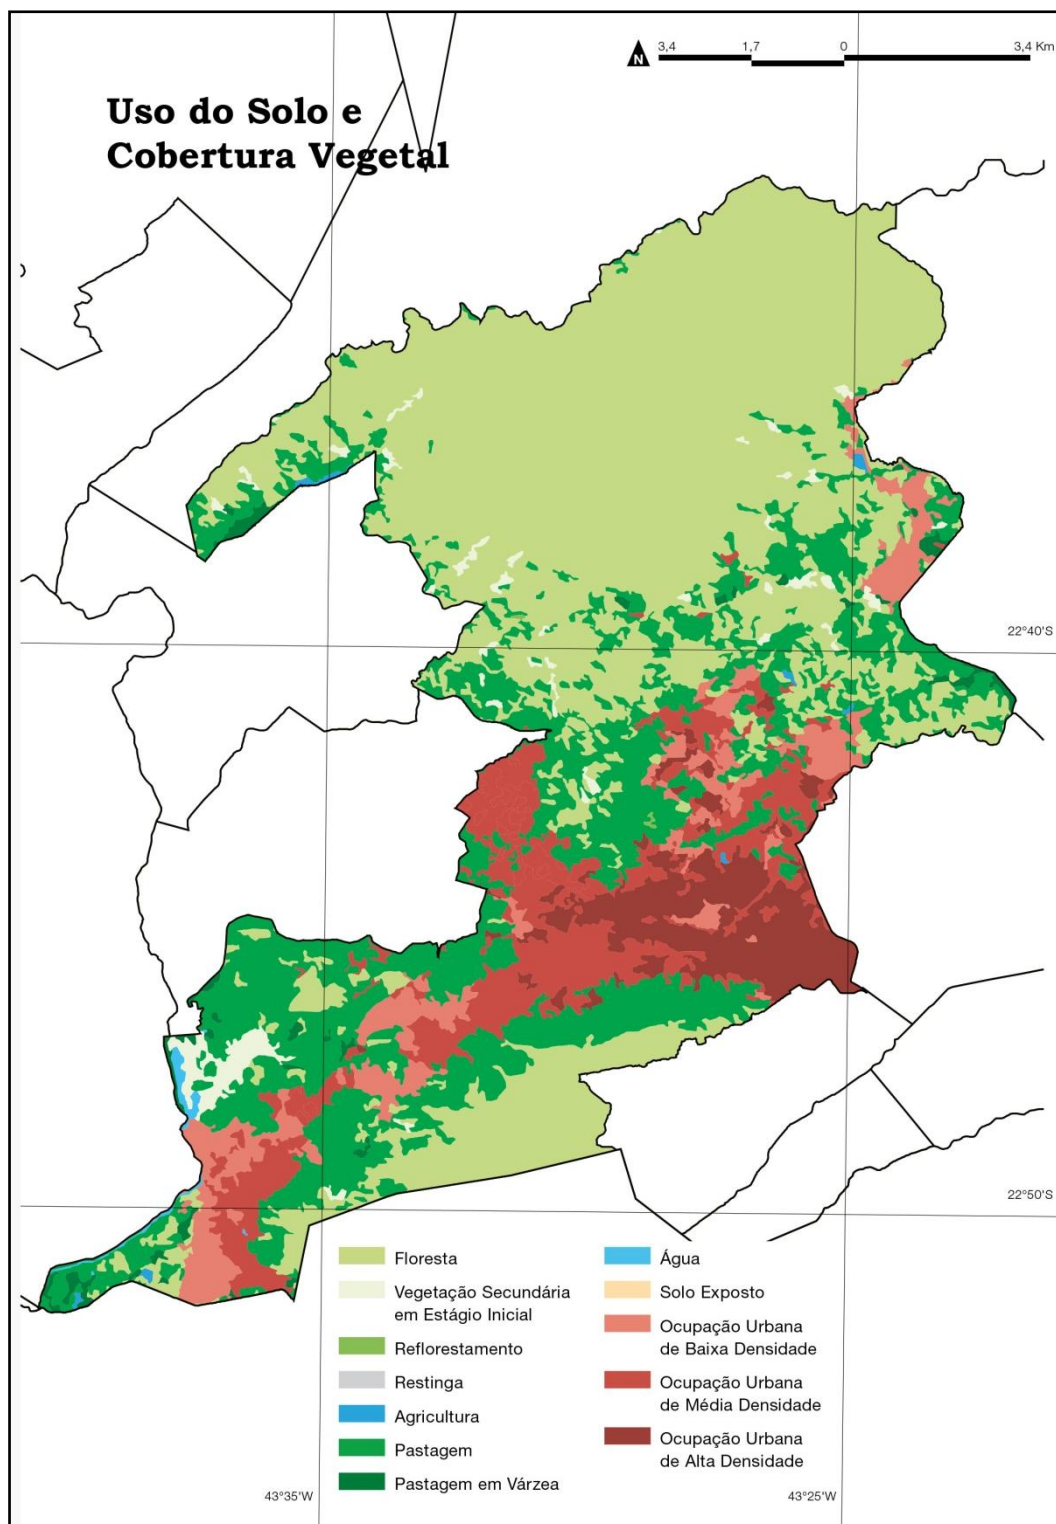 3,4 1,7 0 3,4 Km
N
Uso do Solo e
Cobertura Vegetal
22°40'S
22°50'S
Floresta
Vegetação Secundária
em Estágio Inicial
Reflorestamento
Restinga
Agricultura
Pastagem
Pastagem em Várzea
Água
Solo Exposto
Ocupação Urbana
de Baixa Densidade
Ocupação Urbana
de Média Densidade
Ocupação Urbana
de Alta Densidade
43°35'W
43°25'W